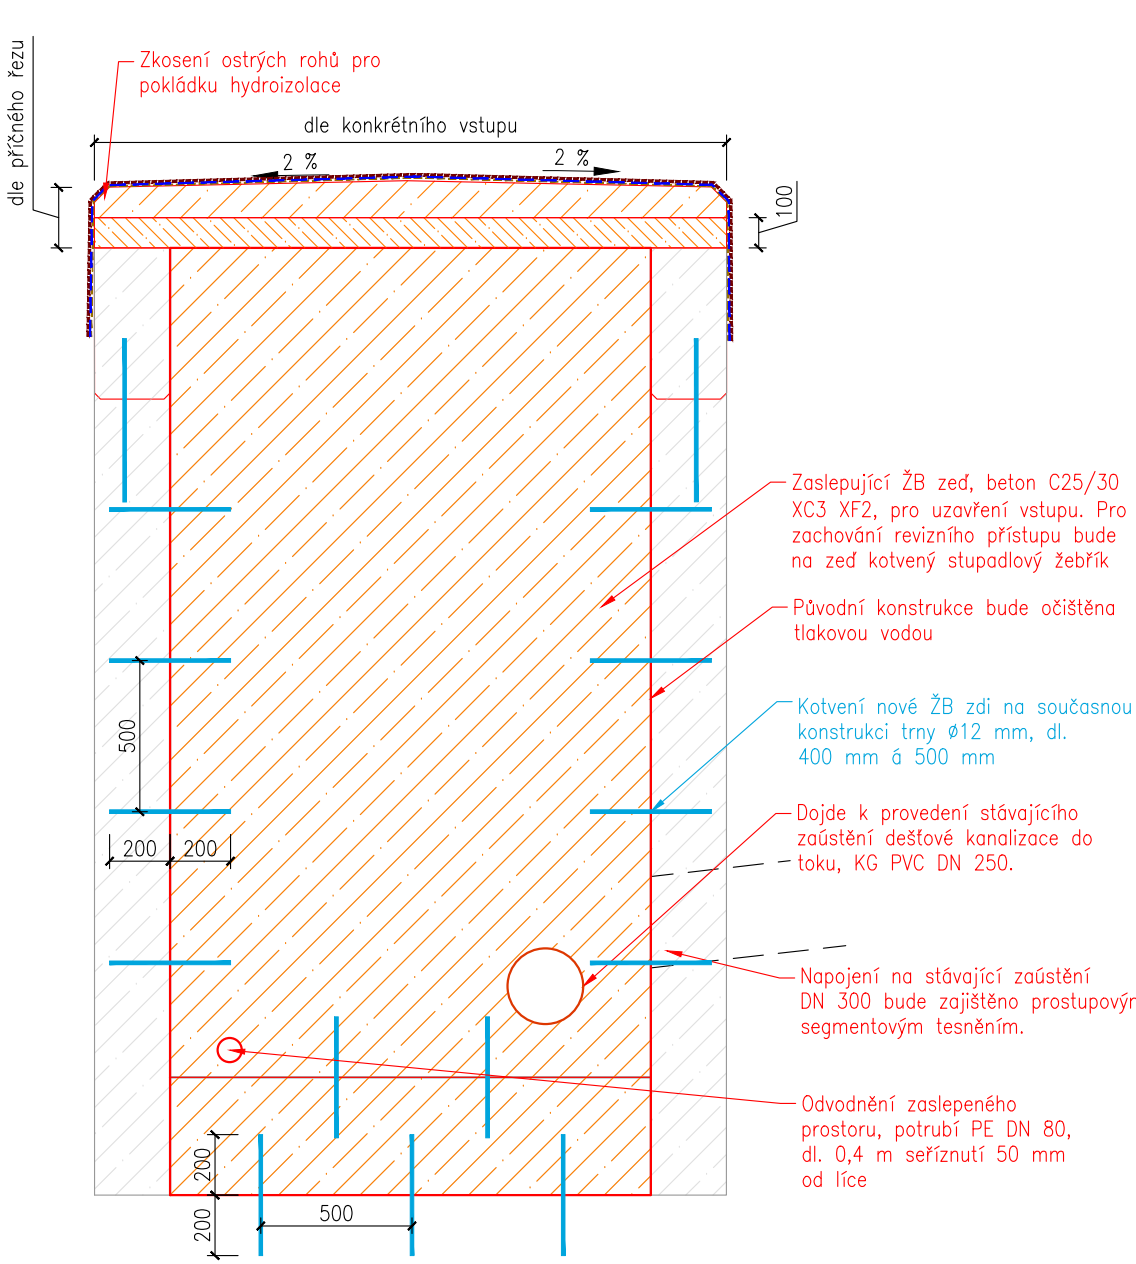 Zkosení ostrých rohů pro
pokládku hydroizolace
dle příčného řezu
dle konkrétního vstupu
2 %
2 %
100
Zaslepující ŽB zeď, beton C25/30
XC3 XF2, pro uzavření vstupu. Pro
zachování revizního přístupu bude
na zeď kotvený stupadlový žebřík
Původní konstrukce bude očištěna
tlakovou vodou
Kotvení nové ŽB zdi na současnou
konstrukci trny Ø12 mm, dl.
400 mm á 500 mm
500
Dojde k provedení stávajícího
zaústění dešťové kanalizace do
toku, KG PVC DN 250.
200
200
Napojení na stávající zaústění
DN 300 bude zajištěno
segmentovým tesněním.
Odvodnění zaslepeného
prostoru, potrubí PE DN 80,
dl. 0,4 m seříznutí 50 mm
od líce
200
200
500